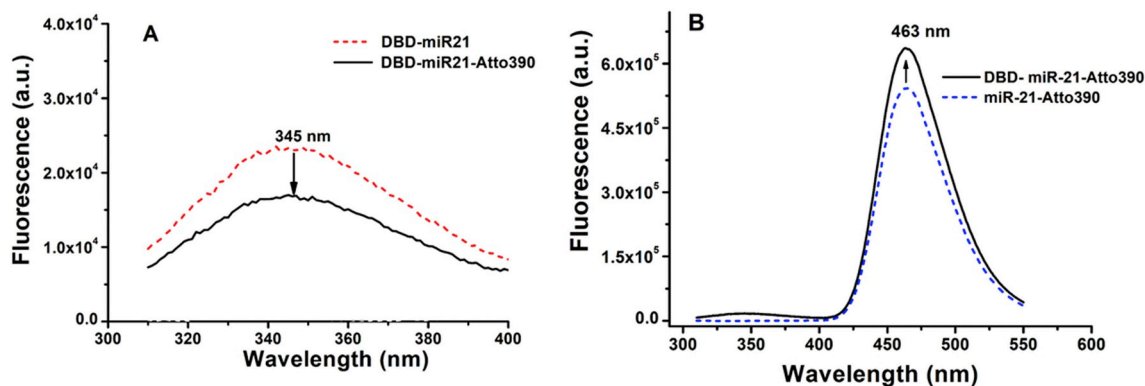 A
DBD-miR21
DBD-miR21-Atto390
345 nm
4.0x10⁴
3.0x10⁴
2.0x10⁴
1.0x10⁴
0.0
Fluorescence (a.u.)
300 320 340 360 380 400
Wavelength (nm)
B
463 nm
DBD- miR-21-Atto390
miR-21-Atto390
6.0x10⁵
4.5x10⁵
3.0x10⁵
1.5x10⁵
0.0
Fluorescence (a.u.)
300 350 400 450 500 550 600
Wavelength (nm)